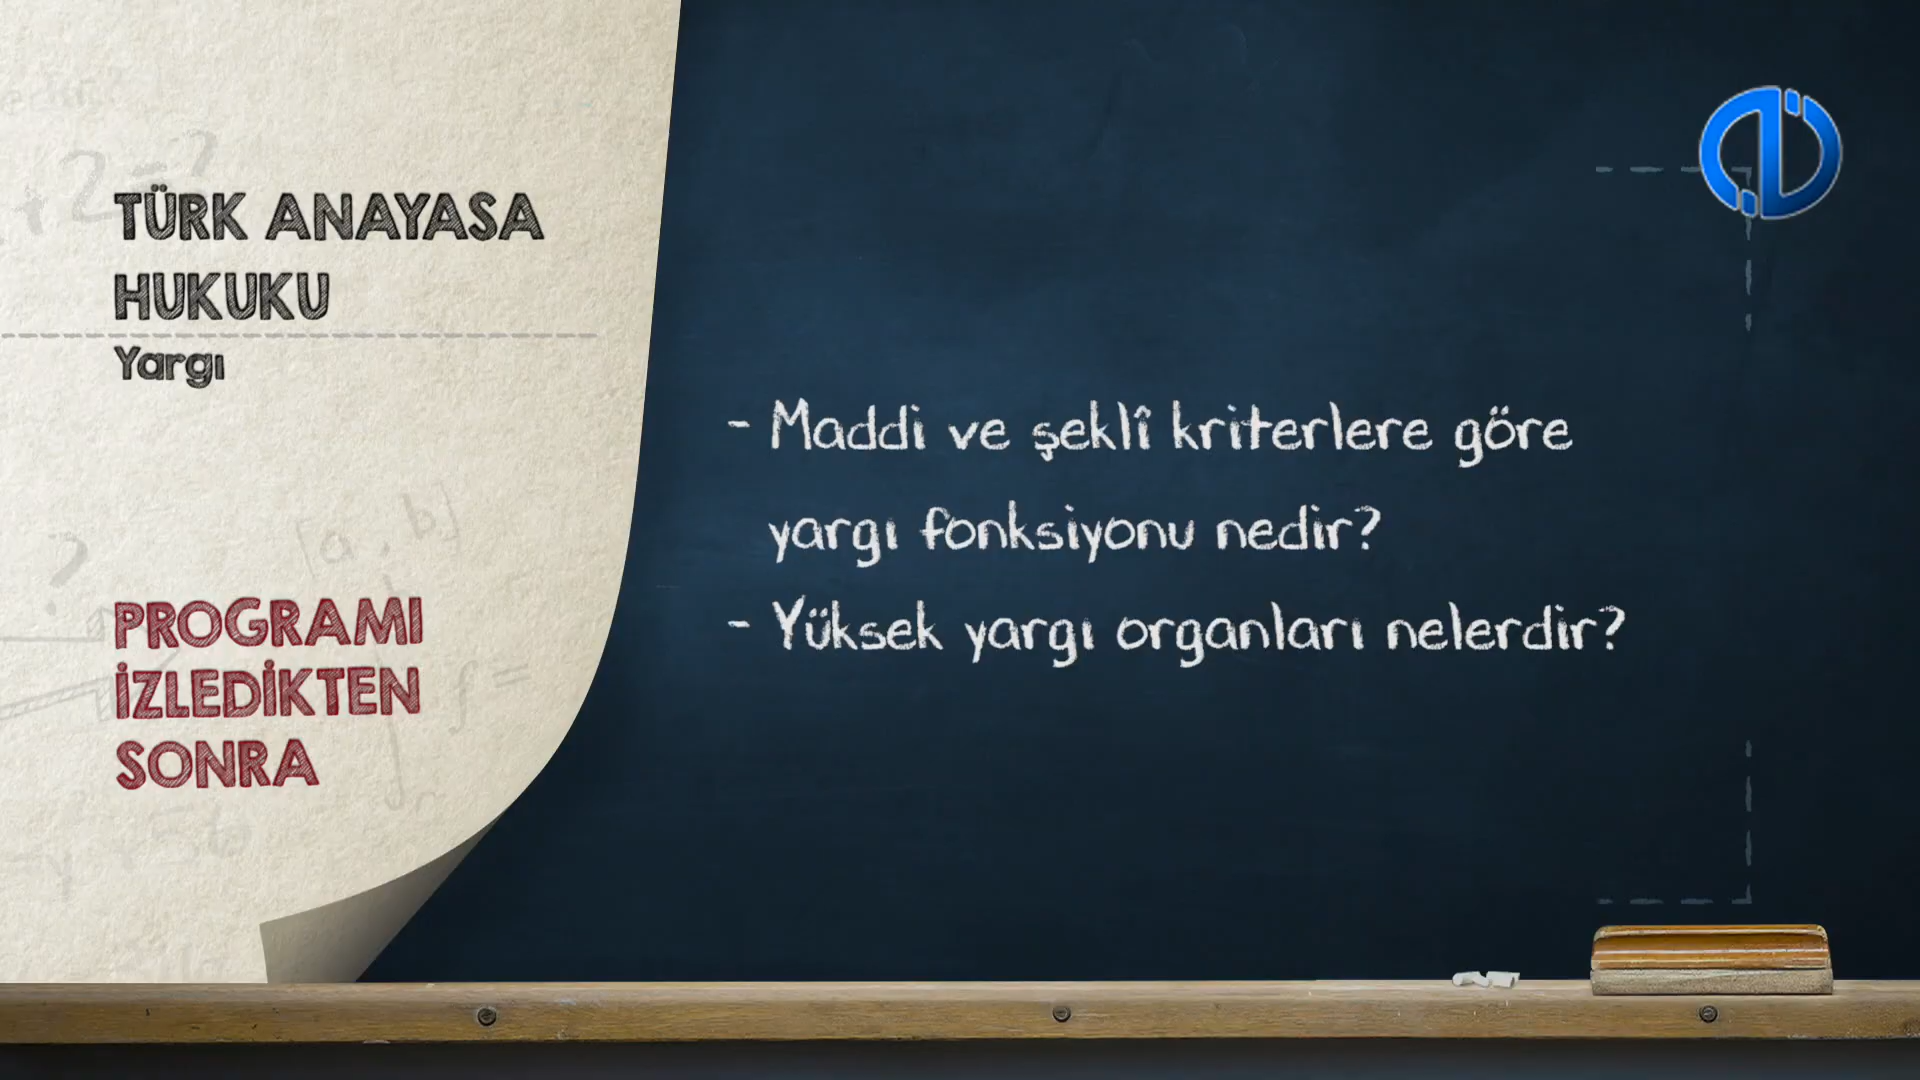 TÜRK ANAYASA
HUKUKU
Yargı
PROGRAMI
İZLEDİKTEN
SONRA
- Maddi ve şeklî kriterlere göre
yargı fonksiyonu nedir?
- Yüksek yargı organları nelerdir?